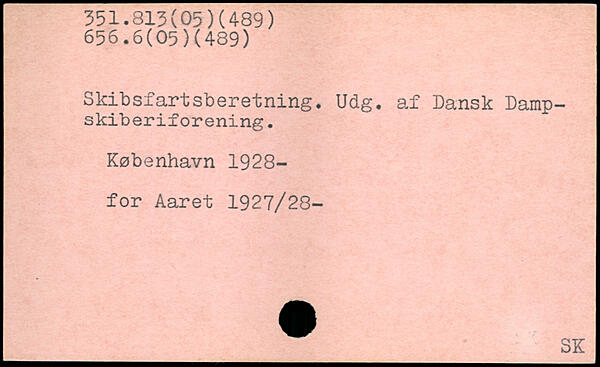 351.813(05)(489)
656.6(05)(489)
Skibsfartsberetning. Udg. af Dansk Damp-
skiberiforening.
København 1928-
for Aaret 1927/28-
SK